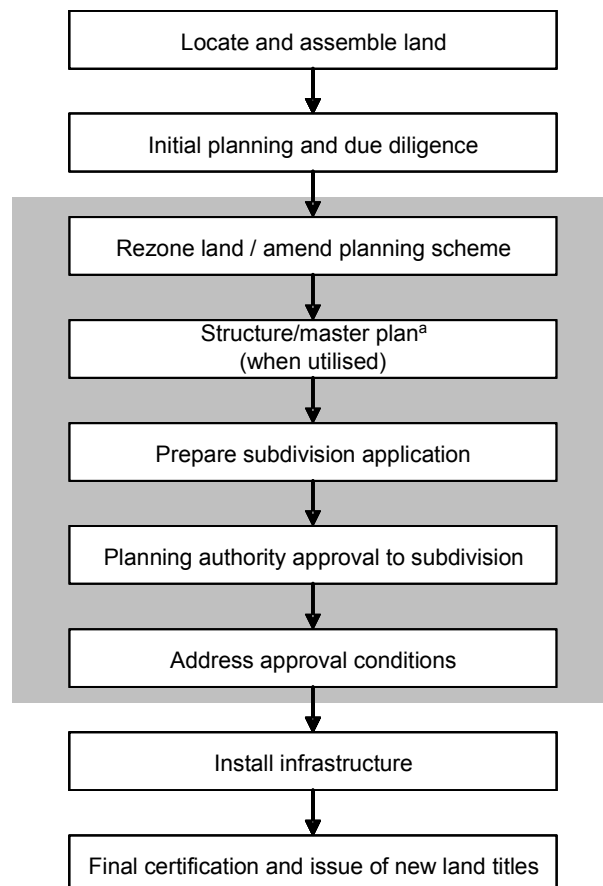 Locate and assemble land
Initial planning and due diligence
Rezone land / amend planning scheme
Structure/master planᵃ
(when utilised)
Prepare subdivision application
Planning authority approval to subdivision
Address approval conditions
Install infrastructure
Final certification and issue of new land titles